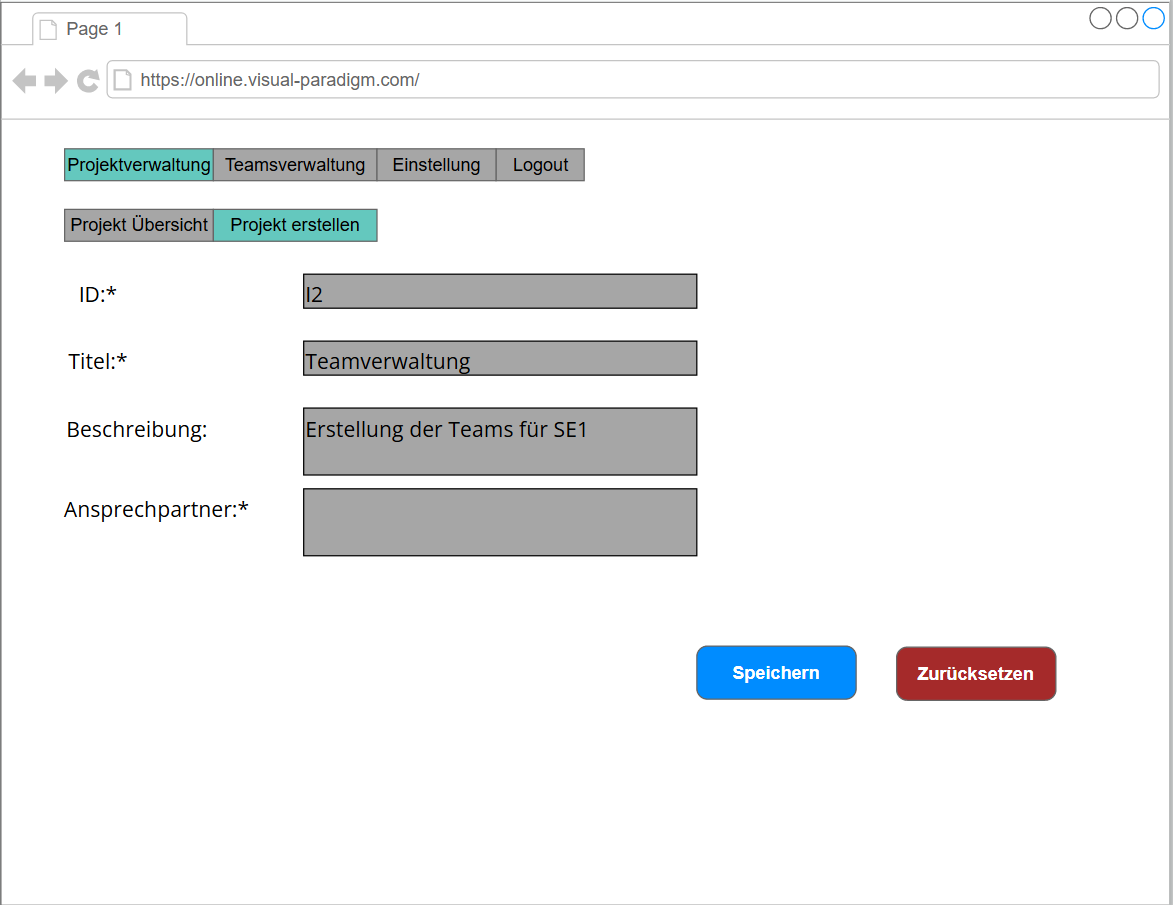 Page 1
https://online.visual-paradigm.com/
Projektverwaltung Teamsverwaltung Einstellung Logout
Projekt Übersicht Projekt erstellen
ID:* I2
Titel:* Teamverwaltung
Beschreibung: Erstellung der Teams für SE1
Ansprechpartner:*
Speichern Zurücksetzen